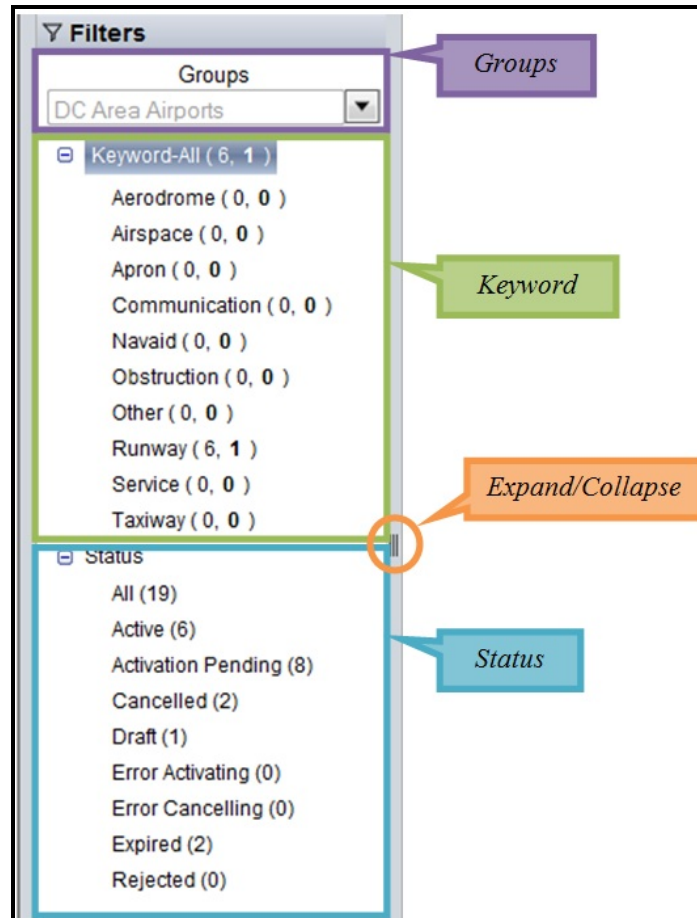 Filters
Groups
DC Area Airports
Keyword-All ( 6, 1 )
Aerodrome ( 0, 0 )
Airspace ( 0, 0 )
Apron ( 0, 0 )
Communication ( 0, 0 )
Navaid ( 0, 0 )
Obstruction ( 0, 0 )
Other ( 0, 0 )
Runway ( 6, 1 )
Service ( 0, 0 )
Taxiway ( 0, 0 )
Status
All (19)
Active (6)
Activation Pending (8)
Cancelled (2)
Draft (1)
Error Activating (0)
Error Cancelling (0)
Expired (2)
Rejected (0)
Groups
Keyword
Expand/Collapse
Status